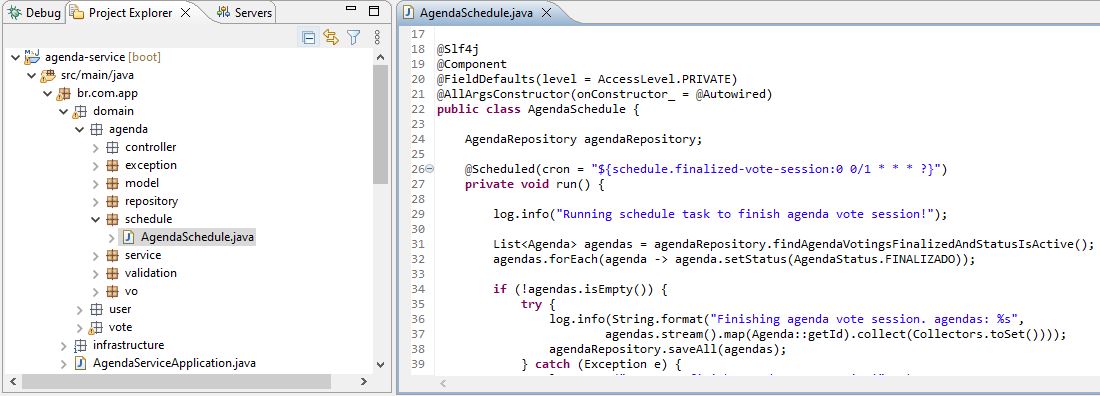 Debug Project Explorer Servers
agenda-service [boot]
src/main/java
br.com.app
domain
agenda
controller
exception
model
repository
schedule
AgendaSchedule.java
service
validation
vo
user
vote
infrastructure
AgendaServiceApplication.java
AgendaSchedule.java
17
18 @Slf4j
19 @Component
20 @FieldDefaults(level = AccessLevel.PRIVATE)
21 @AllArgsConstructor(onConstructor_ = @Autowired)
22 public class AgendaSchedule {
23
24 AgendaRepository agendaRepository;
25
26 @Scheduled(cron = "${schedule.finalized-vote-session:0 0/1 * * * ?}")
27 private void run() {
28
29 log.info("Running schedule task to finish agenda vote session!");
30
31 List<Agenda> agendas = agendaRepository.findAgendaVotingsFinalizedAndStatusIsActive();
32 agendas.forEach(agenda -> agenda.setStatus(AgendaStatus.FINALIZADO));
33
34 if (!agendas.isEmpty()) {
35 try {
36 log.info(String.format("Finishing agenda vote session. agendas: %s",
37 agendas.stream().map(Agenda::getId).collect(Collectors.toSet())));
38 agendaRepository.saveAll(agendas);
39 } catch (Exception e) {